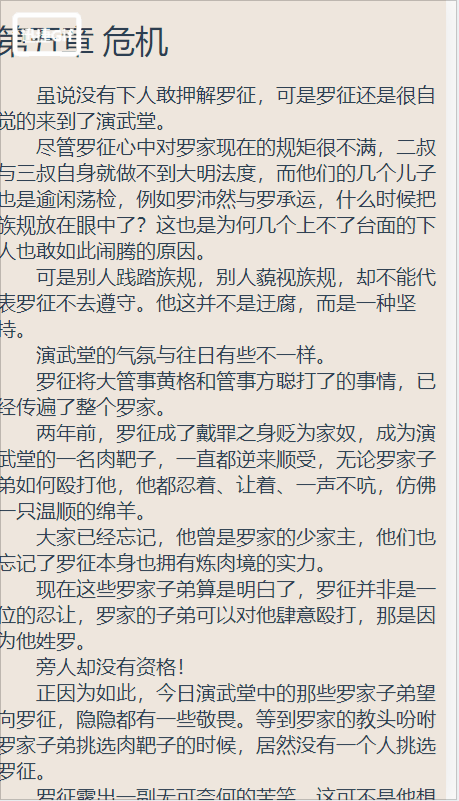 第五章 危机
虽说没有下人敢押解罗征，可是罗征还是很自
觉的来到了演武堂。
尽管罗征心中对罗家现在的规矩很不满，二叔
与三叔自身就做不到大明法度，而他们的几个儿子
也是逾闲荡检，例如罗沛然与罗承运，什么时候把
族规放在眼中了？这也是为何几个上不了台面的下
人也敢如此闹腾的原因。
可是别人践踏族规，别人藐视族规，却不能代
表罗征不去遵守。他这并不是迂腐，而是一种坚
持。
演武堂的气氛与往日有些不一样。
罗征将大管事黄格和管事方聪打了的事情，已
经传遍了整个罗家。
两年前，罗征成了戴罪之身贬为家奴，成为演
武堂的一名肉靶子，一直都逆来顺受，无论罗家子
弟如何殴打他，他都忍着、让着、一声不吭，仿佛
一只温顺的绵羊。
大家已经忘记，他曾是罗家的少家主，他们也
忘记了罗征本身也拥有炼肉境的实力。
现在这些罗家子弟算是明白了，罗征并非是一
位的忍让，罗家的子弟可以对他肆意殴打，那是因
为他姓罗。
旁人却没有资格！
正因为如此，今日演武堂中的那些罗家子弟望
向罗征，隐隐都有一些敬畏。等到罗家的教头吩咐
罗家子弟挑选肉靶子的时候，居然没有一个人挑选
罗征。
罗征露出一副无可奈何的苦笑，这可不是他想